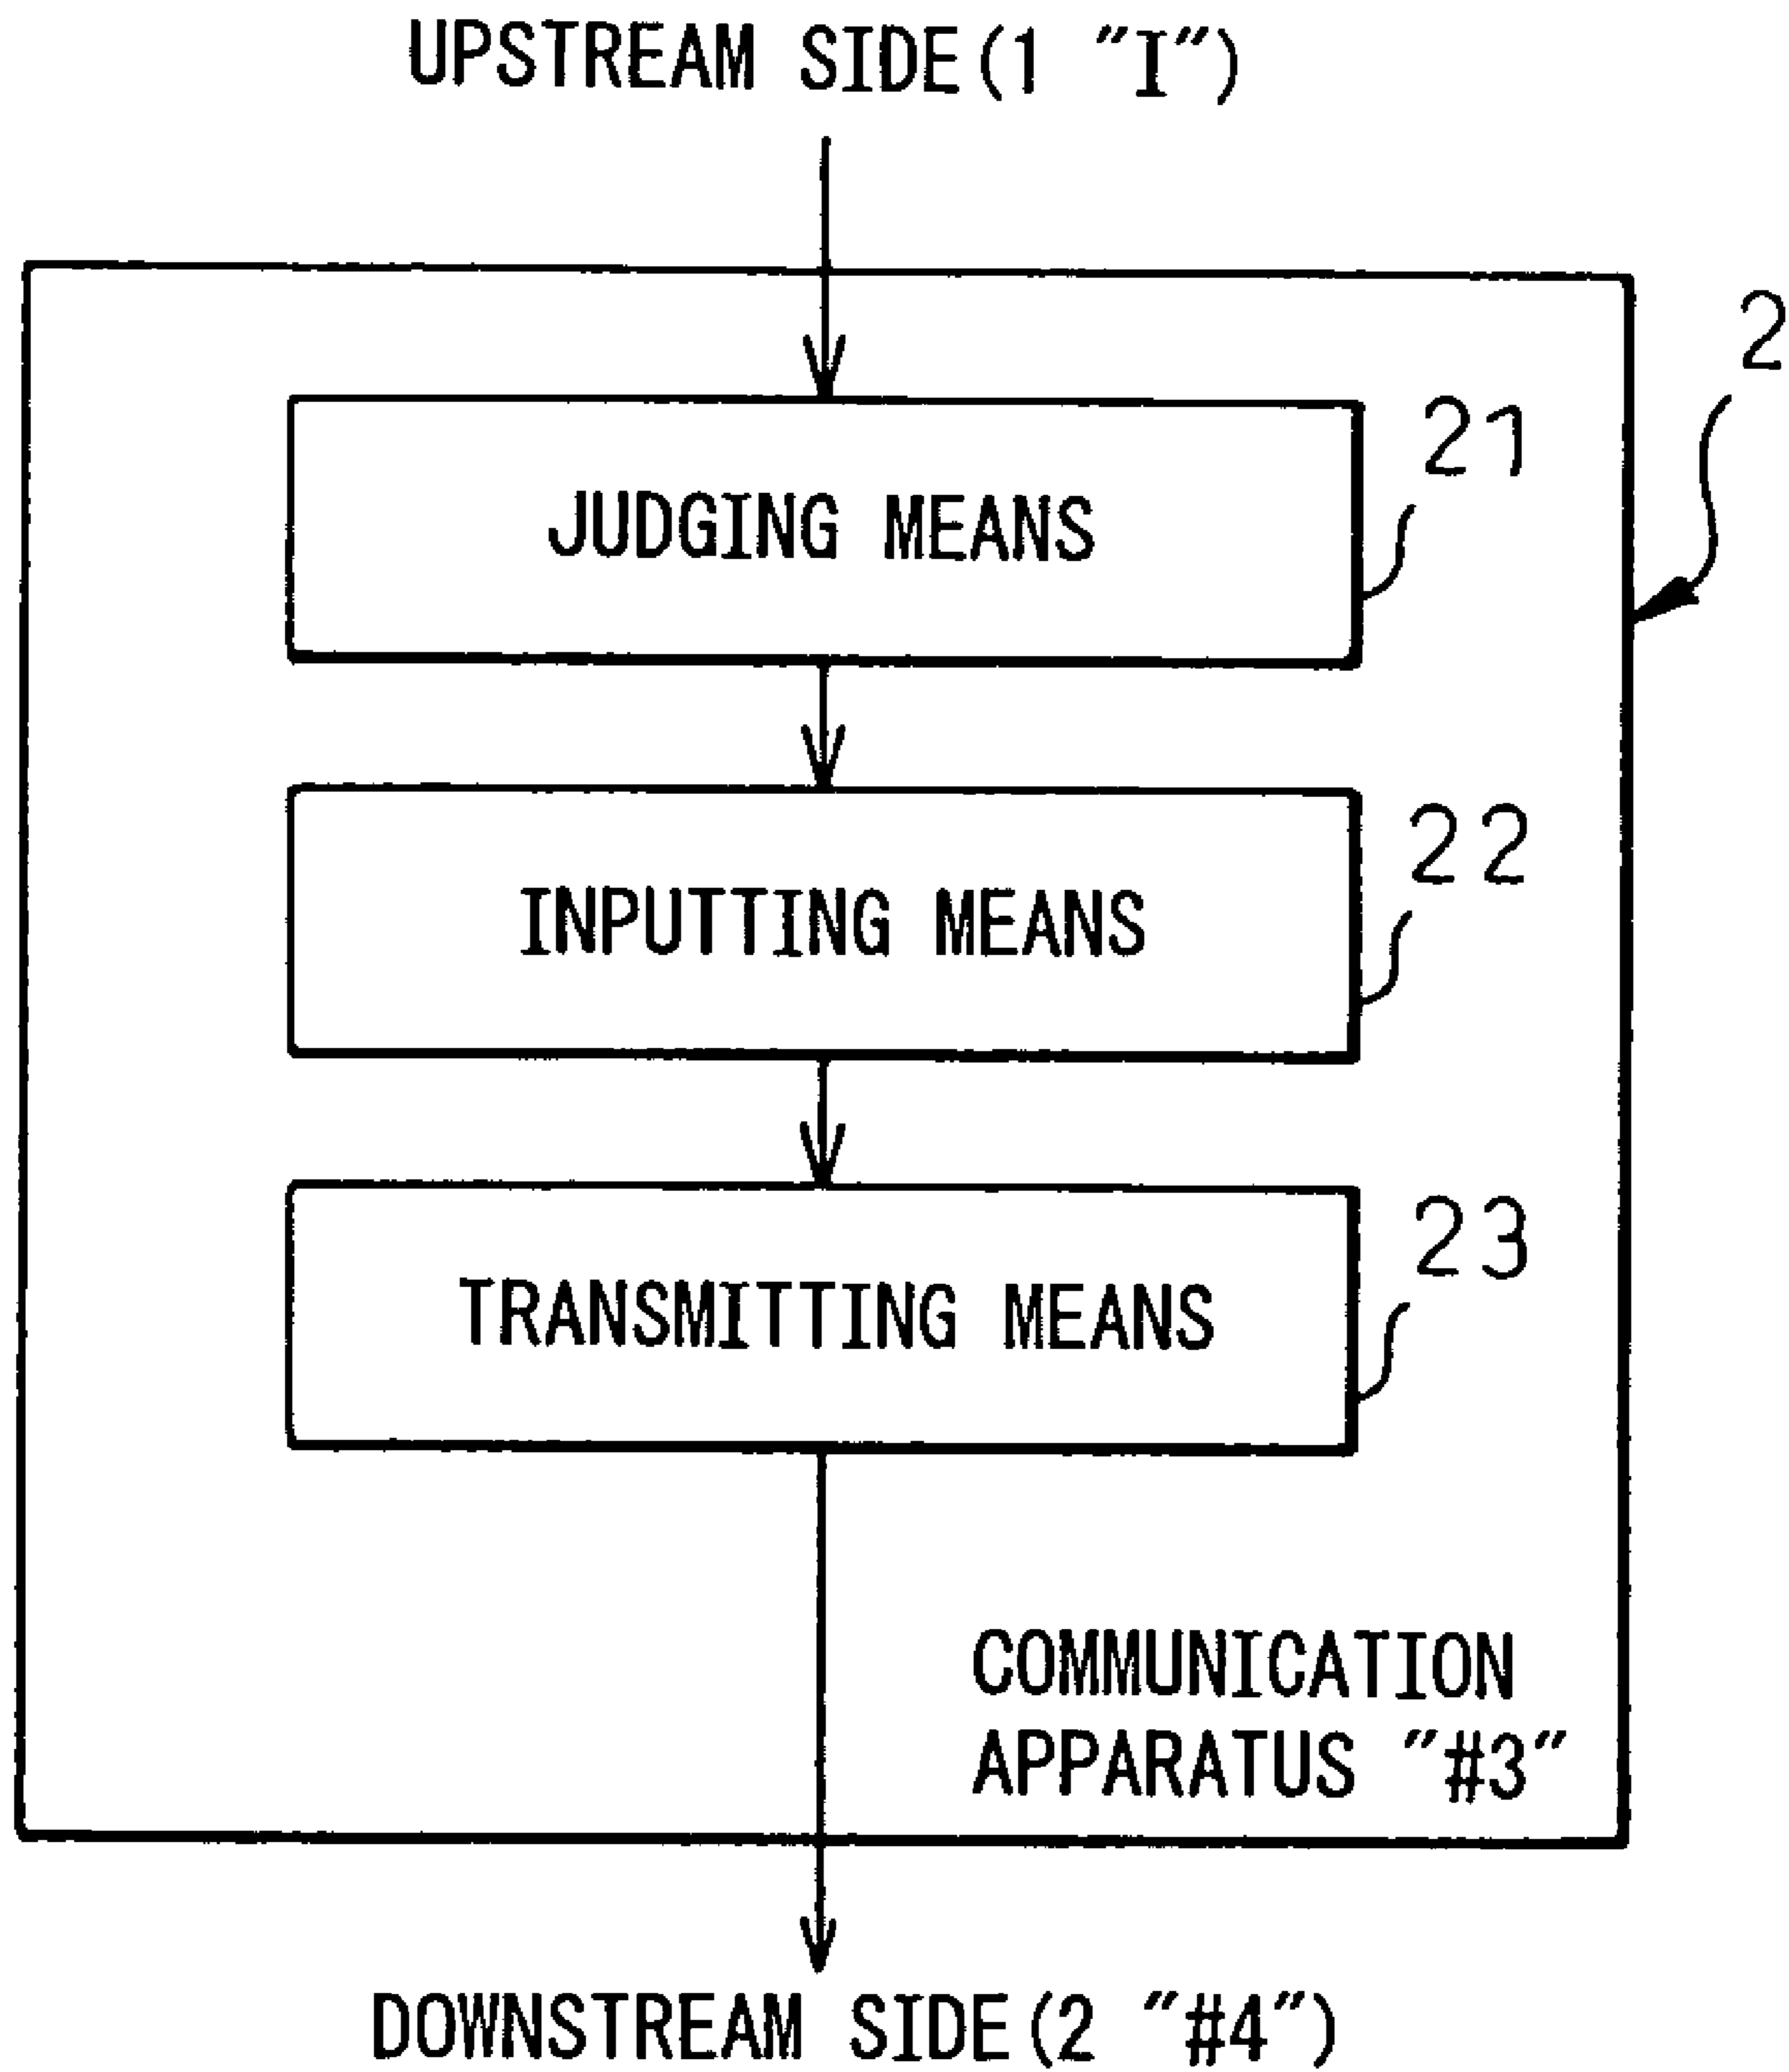 UPSTREAM SIDE(1 "I")
2
21
JUDGING MEANS
22
INPUTTING MEANS
23
TRANSMITTING MEANS
COMMUNICATION
APPARATUS "#3"
DOWNSTREAM SIDE(2 "#4")